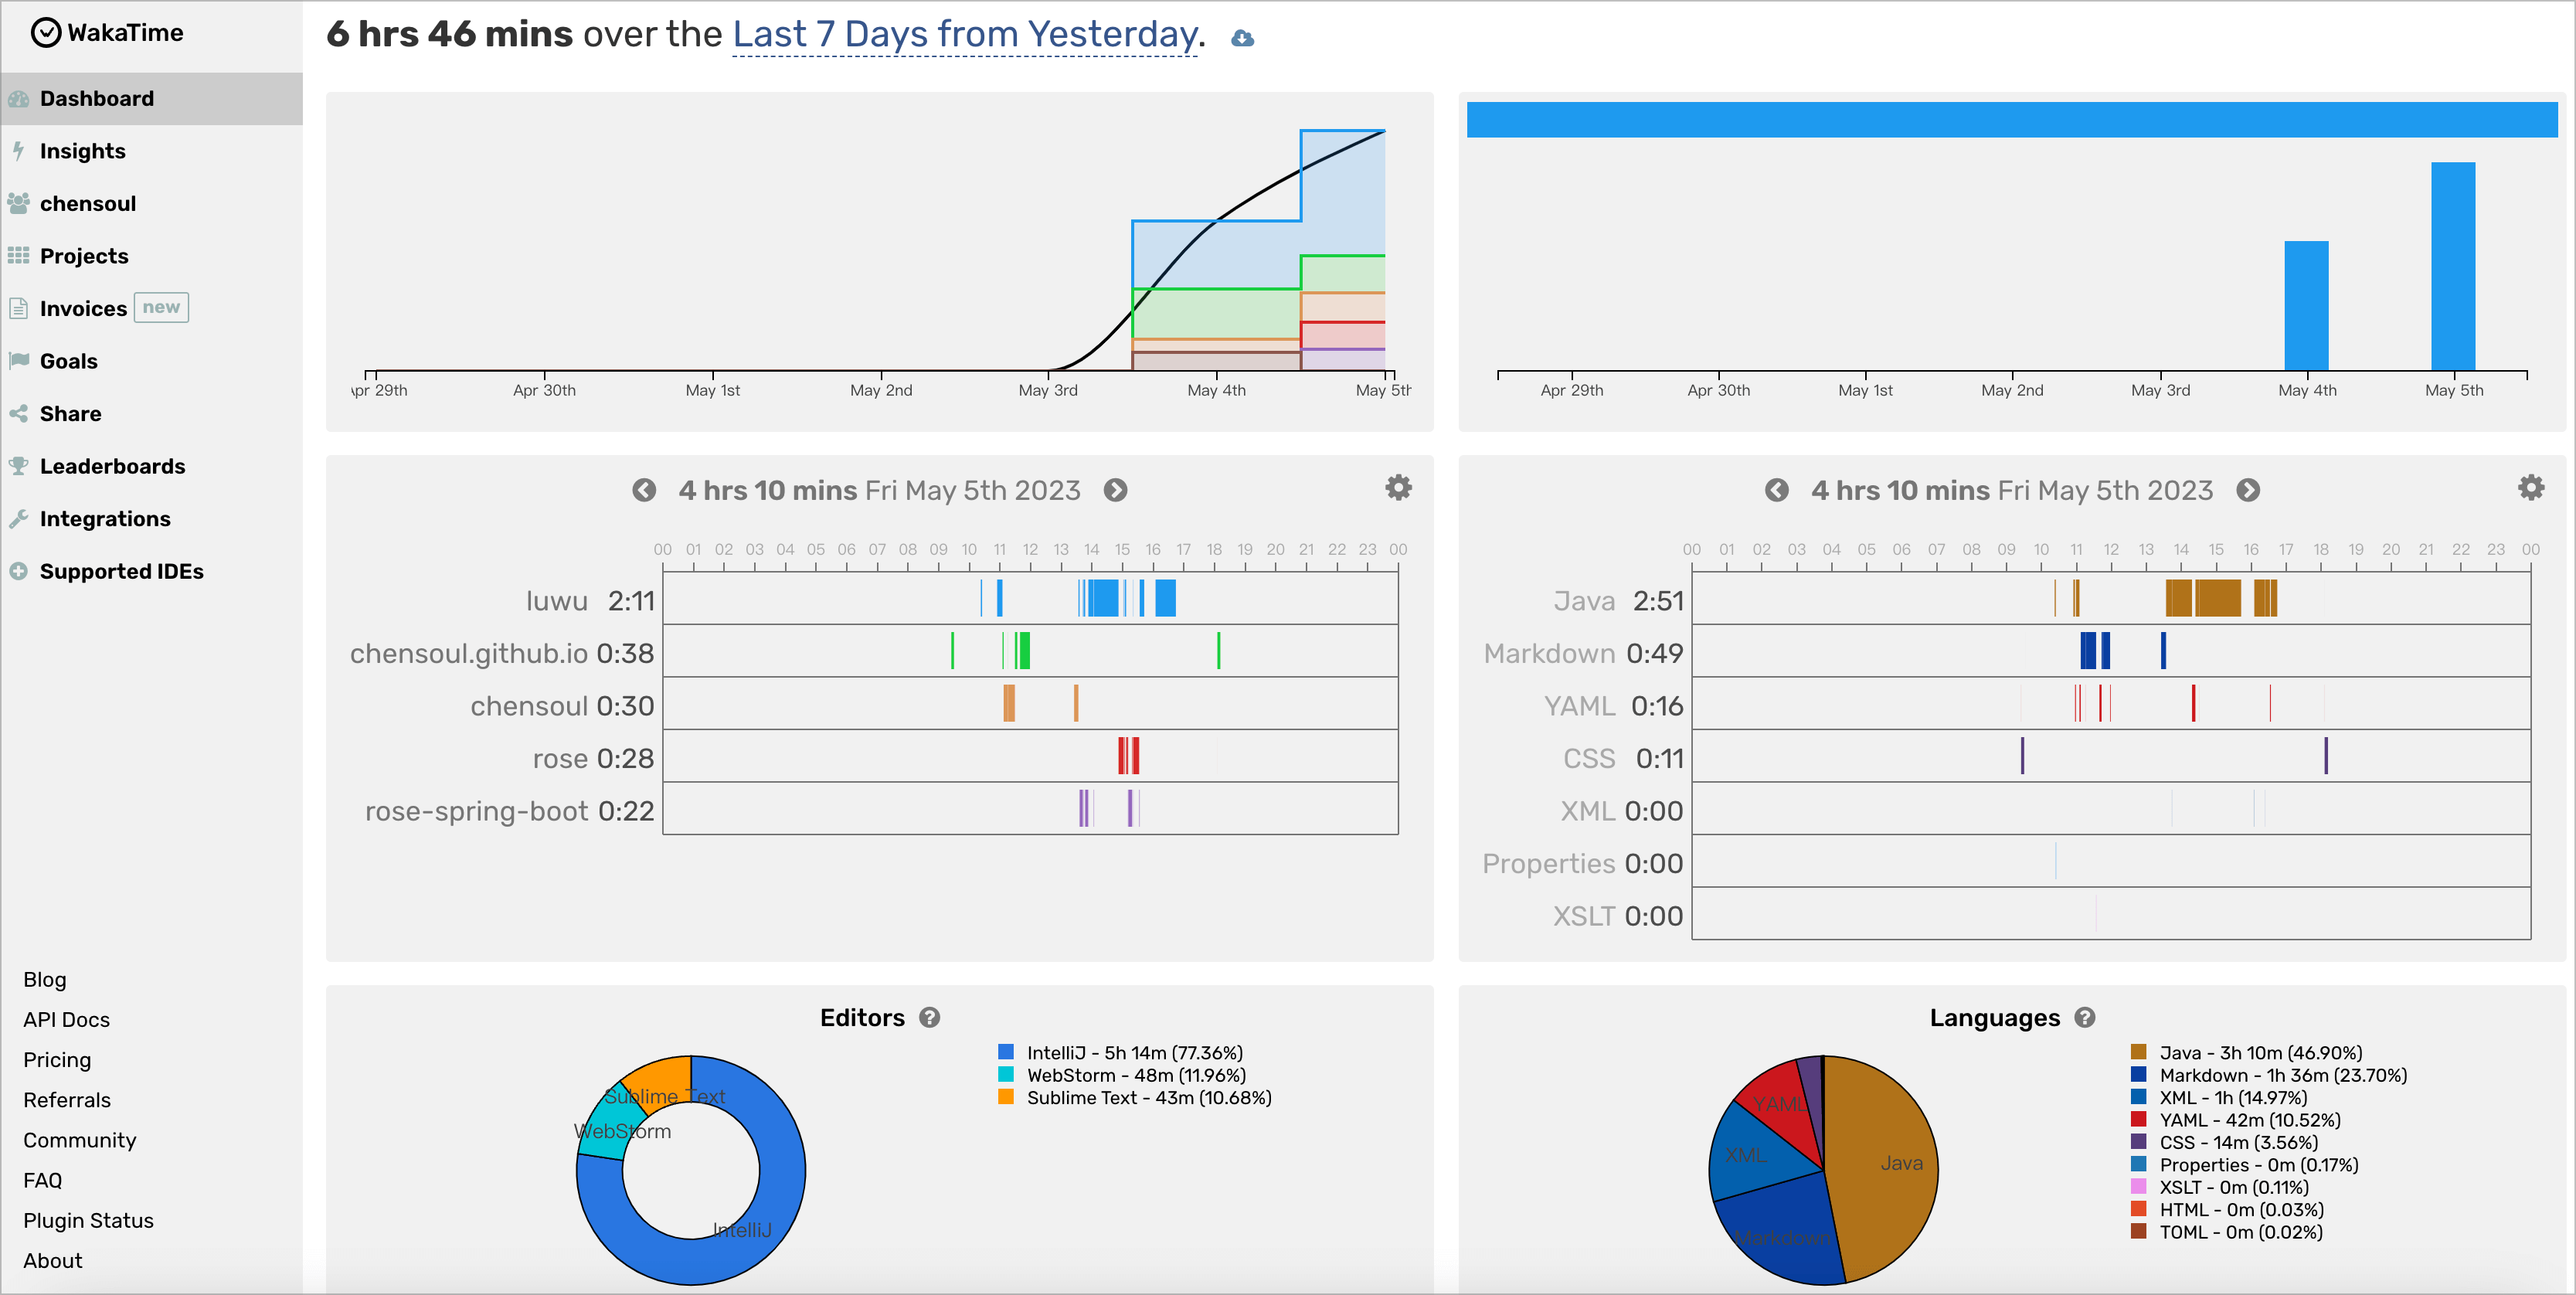 WakaTime
Dashboard
Insights
chensoul
Projects
Invoices new
Goals
Share
Leaderboards
Integrations
Supported IDEs
Blog
API Docs
Pricing
Referrals
Community
FAQ
Plugin Status
About
6 hrs 46 mins over the Last 7 Days from Yesterday.
Apr 29th Apr 30th May 1st May 2nd May 3rd May 4th May 5th
Apr 29th Apr 30th May 1st May 2nd May 3rd May 4th May 5th
4 hrs 10 mins Fri May 5th 2023
00 01 02 03 04 05 06 07 08 09 10 11 12 13 14 15 16 17 18 19 20 21 22 23 00
luwu 2:11
chensoul.github.io 0:38
chensoul 0:30
rose 0:28
rose-spring-boot 0:22
4 hrs 10 mins Fri May 5th 2023
00 01 02 03 04 05 06 07 08 09 10 11 12 13 14 15 16 17 18 19 20 21 22 23 00
Java 2:51
Markdown 0:49
YAML 0:16
CSS 0:11
XML 0:00
Properties 0:00
XSLT 0:00
Editors
Sublime Text
WebStorm
IntelliJ
IntelliJ - 5h 14m (77.36%)
WebStorm - 48m (11.96%)
Sublime Text - 43m (10.68%)
Languages
YAML
XML
Java
Markdown
Java - 3h 10m (46.90%)
Markdown - 1h 36m (23.70%)
XML - 1h (14.97%)
YAML - 42m (10.52%)
CSS - 14m (3.56%)
Properties - 0m (0.17%)
XSLT - 0m (0.11%)
HTML - 0m (0.03%)
TOML - 0m (0.02%)